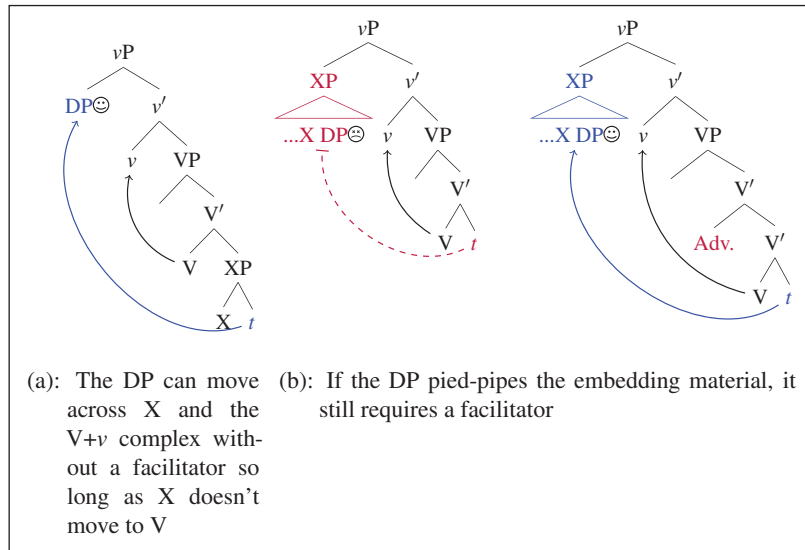 vP
vP
vP
DP☺
v′
XP
v′
XP
v′
v
VP
...X DP☹
v
VP
...X DP☺
v
VP
V′
V′
V′
V
XP
V
t
Adv.
V′
X
t
V
t
(a): The DP can move
across X and the
V+v complex with-
out a facilitator so
long as X doesn't
move to V
(b): If the DP pied-pipes the embedding material, it
still requires a facilitator